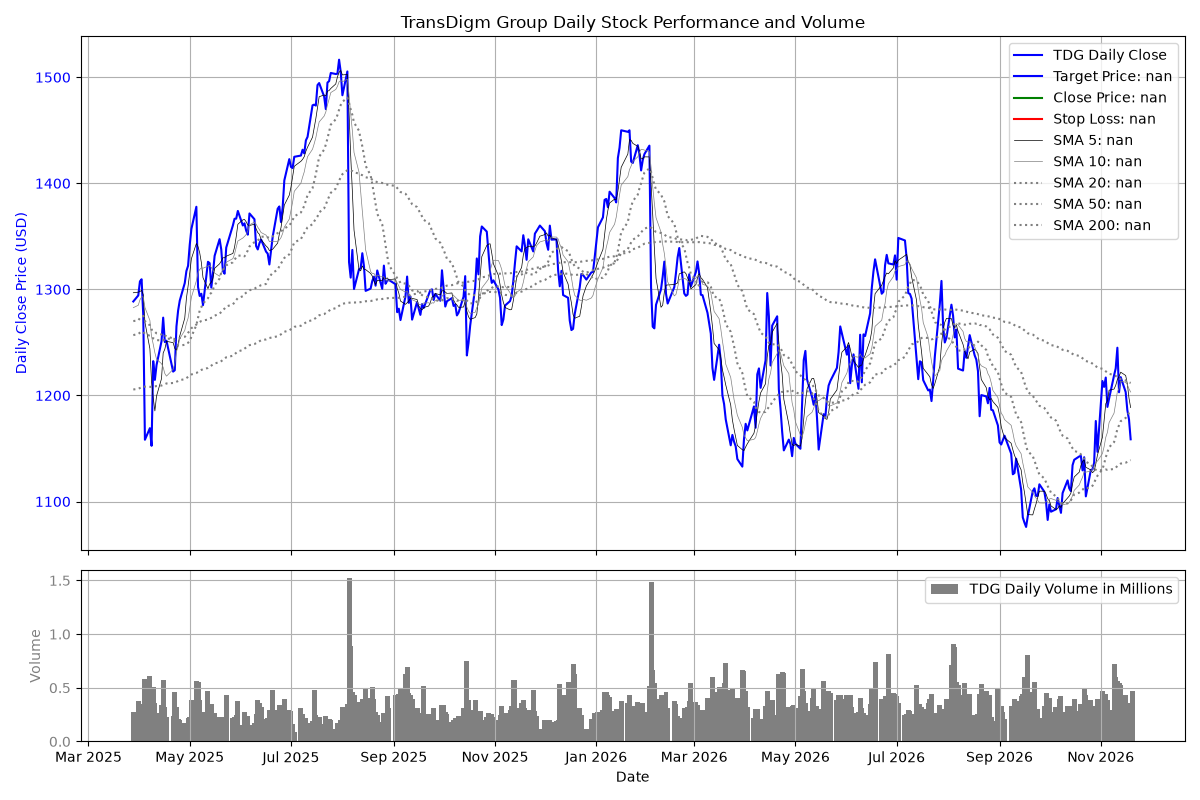 TransDigm Group Daily Stock Performance and Volume
Daily Close Price (USD)
1500
1400
1300
1200
1100
TDG Daily Close
Target Price: nan
Close Price: nan
Stop Loss: nan
SMA 5: nan
SMA 10: nan
SMA 20: nan
SMA 50: nan
SMA 200: nan
Volume
1.5
1.0
0.5
0.0
TDG Daily Volume in Millions
Mar 2025 May 2025 Jul 2025 Sep 2025 Nov 2025 Jan 2026 Mar 2026 May 2026 Jul 2026 Sep 2026 Nov 2026
Date